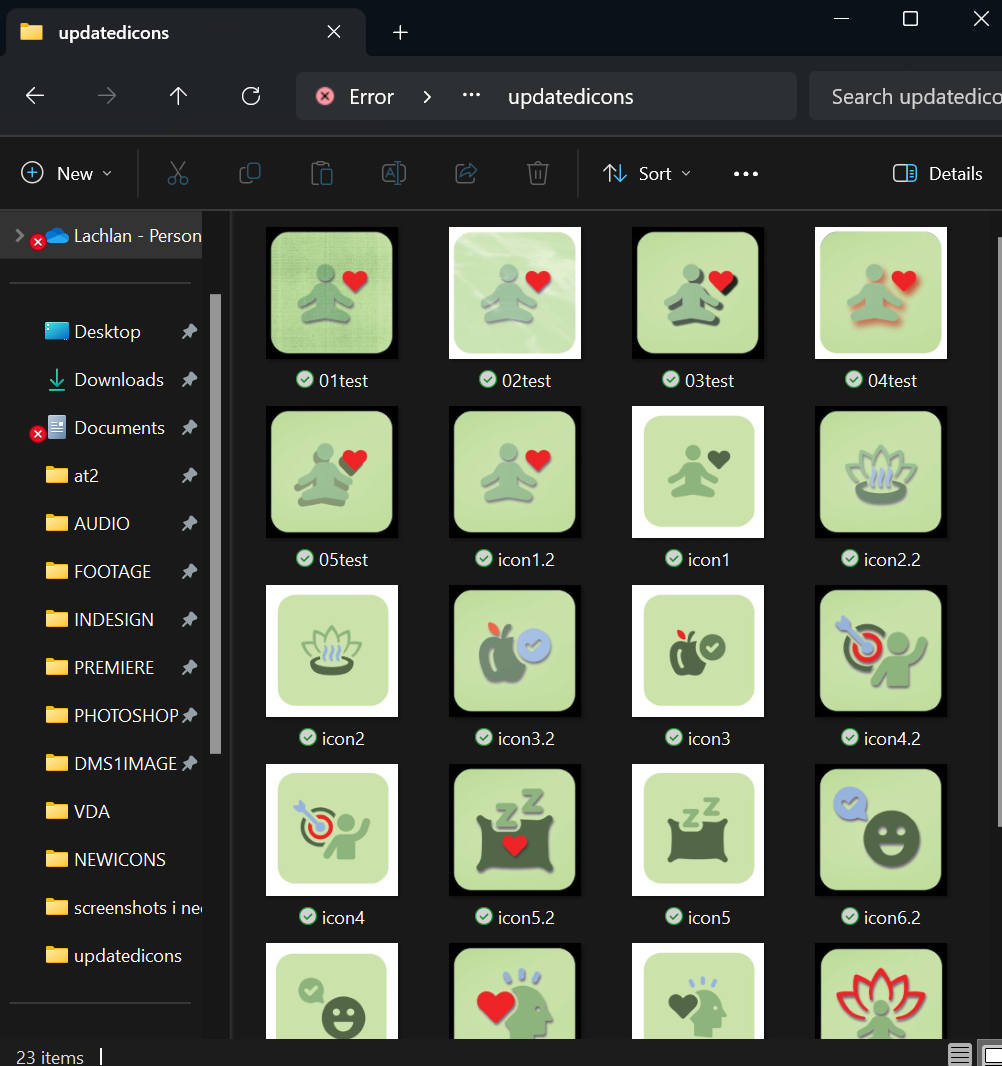 updatedicons
Error
updatedicons
Search updatedico
New
Sort
Details
Lachlan - Person
Desktop
Downloads
Documents
at2
AUDIO
FOOTAGE
INDESIGN
PREMIERE
PHOTOSHOP
DMS1IMAGE
VDA
NEWICONS
screenshots i nee
updatedicons
01test
02test
03test
04test
05test
icon1.2
icon1
icon2.2
icon2
icon3.2
icon3
icon4.2
icon4
icon5.2
icon5
icon6.2
23 items